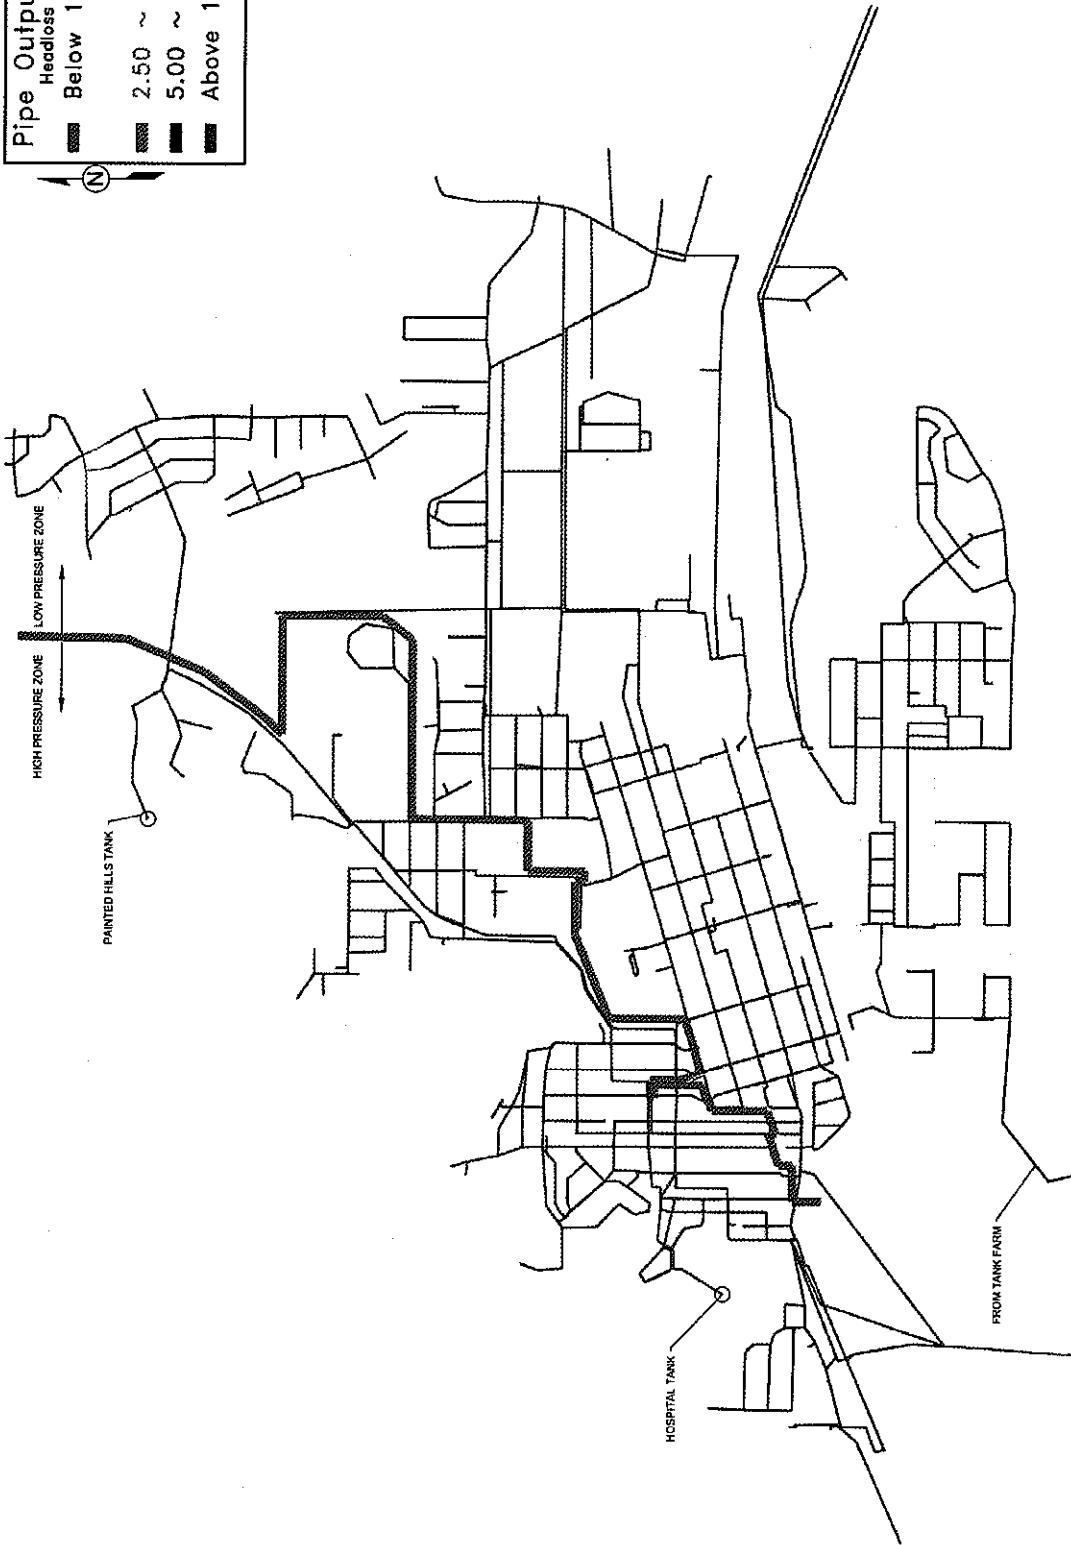 Pipe Outpu
Headloss
Below 1
2.50 ~
5.00 ~
Above 1
N
HIGH PRESSURE ZONE
LOW PRESSURE ZONE
PAINTED HILLS TANK
HOSPITAL TANK
FROM TANK FARM